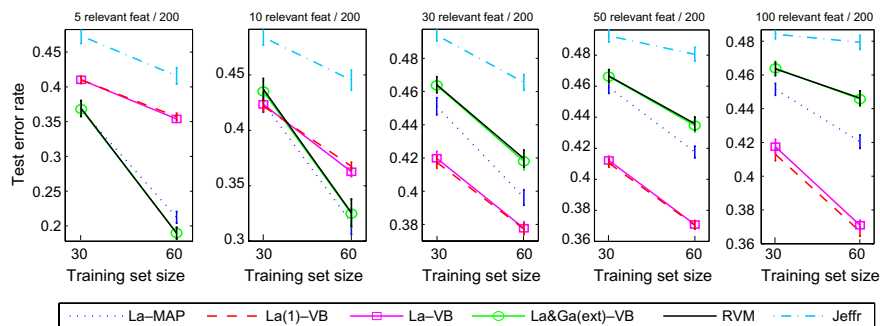 5 relevant feat / 200
10 relevant feat / 200
30 relevant feat / 200
50 relevant feat / 200
100 relevant feat / 200
Test error rate
0.45
0.4
0.35
0.3
0.25
0.2
30 60
Training set size
0.45
0.4
0.35
0.3
30 60
Training set size
0.48
0.46
0.44
0.42
0.4
0.38
30 60
Training set size
0.48
0.46
0.44
0.42
0.4
0.38
0.36
30 60
Training set size
0.48
0.46
0.44
0.42
0.4
0.38
0.36
30 60
Training set size
La–MAP La(1)–VB La–VB La&Ga(ext)–VB RVM Jeffr